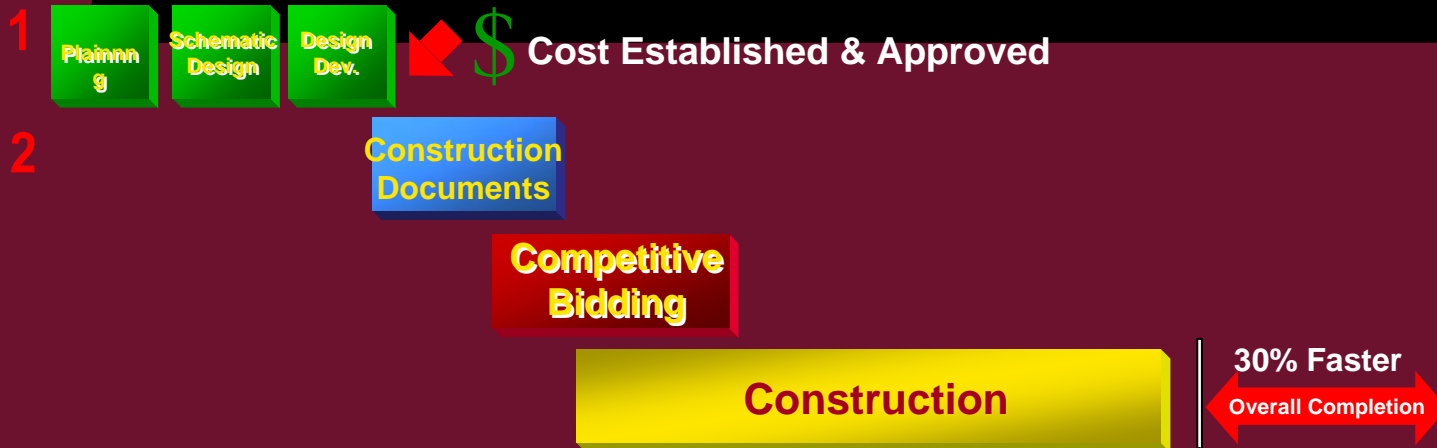 1
Plainnn
g
Schematic
Design
Design
Dev.
$
Cost Established & Approved
2
Construction
Documents
Competitive
Bidding
Construction
30% Faster
Overall Completion